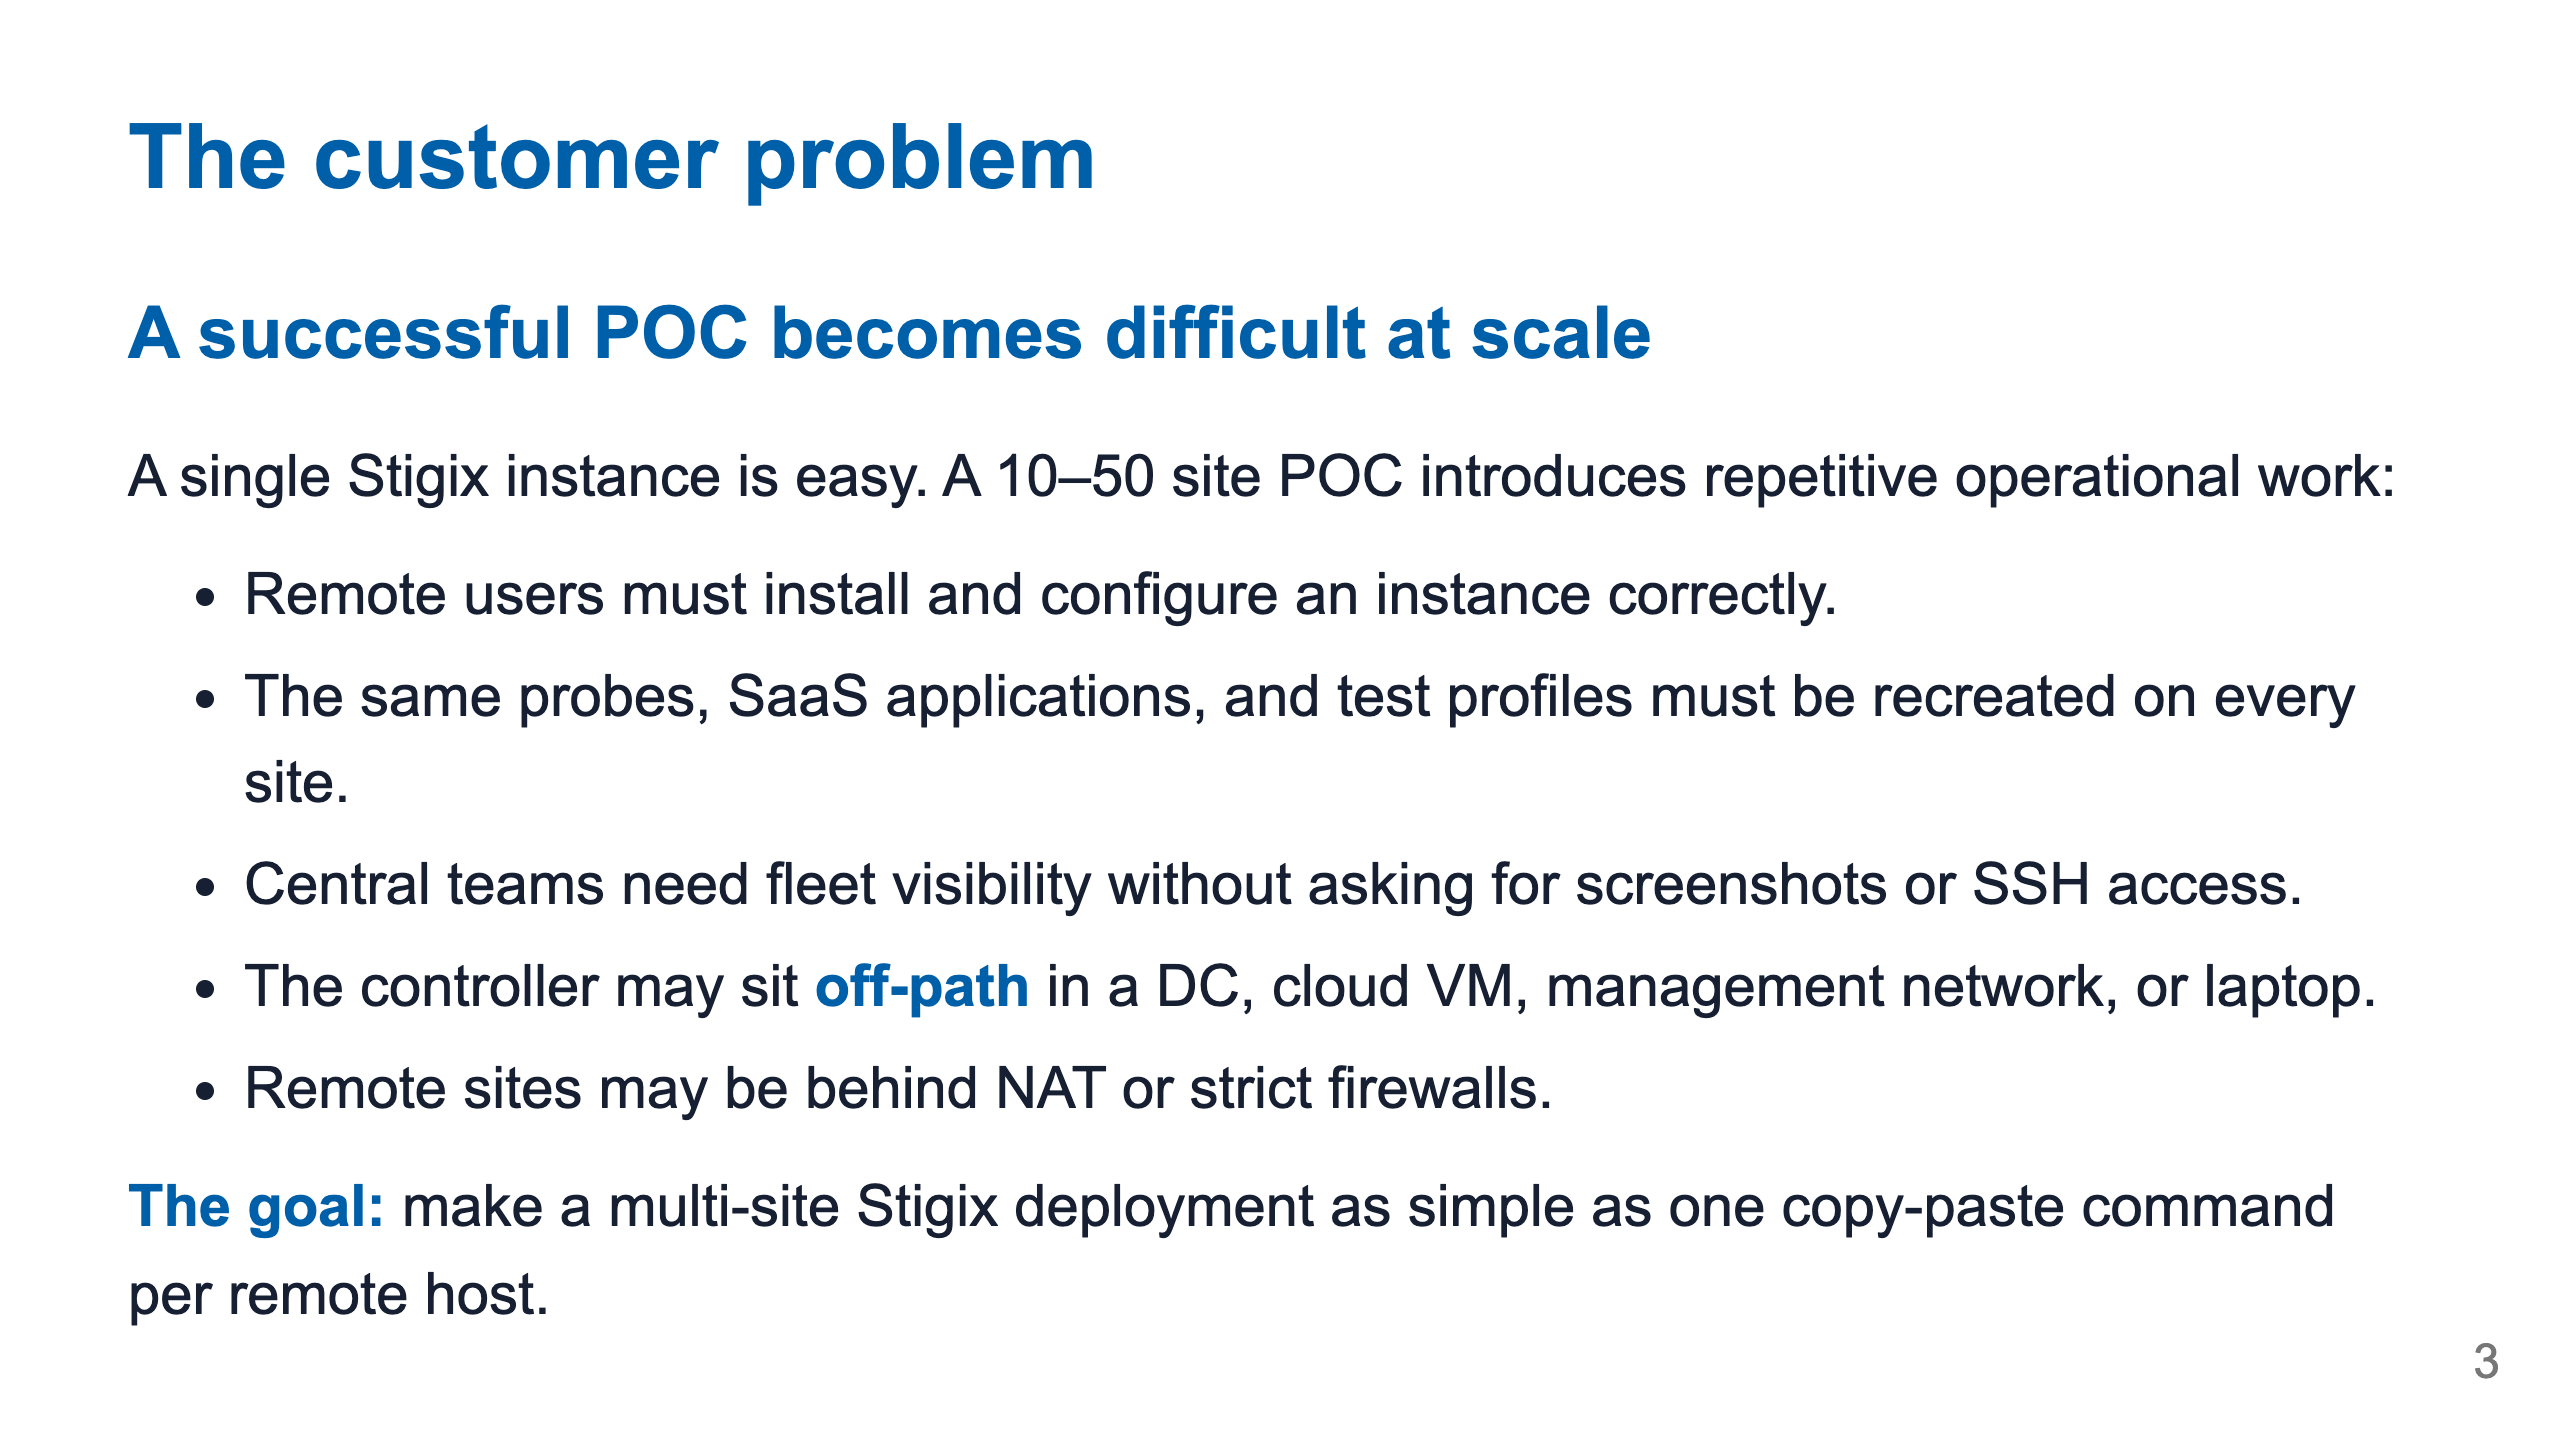 The customer problem
A successful POC becomes difficult at scale
A single Stigix instance is easy. A 10–50 site POC introduces repetitive operational work:
• Remote users must install and configure an instance correctly.
• The same probes, SaaS applications, and test profiles must be recreated on every
site.
• Central teams need fleet visibility without asking for screenshots or SSH access.
• The controller may sit off-path in a DC, cloud VM, management network, or laptop.
• Remote sites may be behind NAT or strict firewalls.
The goal: make a multi-site Stigix deployment as simple as one copy-paste command
per remote host.
3